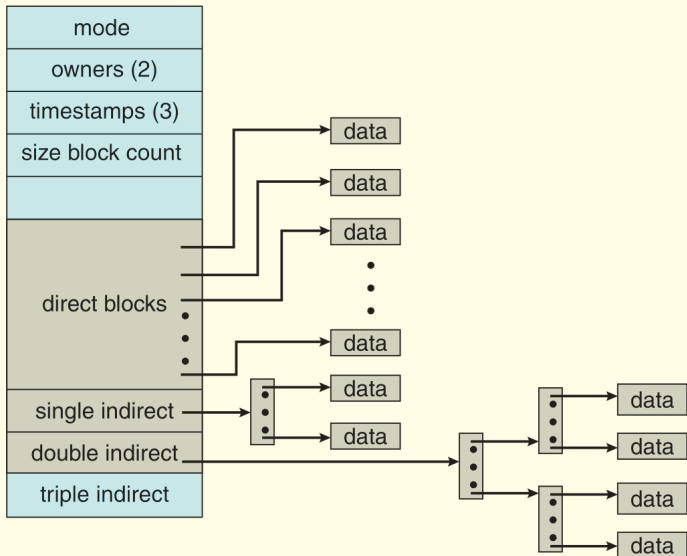 mode
owners (2)
timestamps (3)
size block count
direct blocks
single indirect
double indirect
triple indirect
data
data
data
data
data
data
data
data
data
data